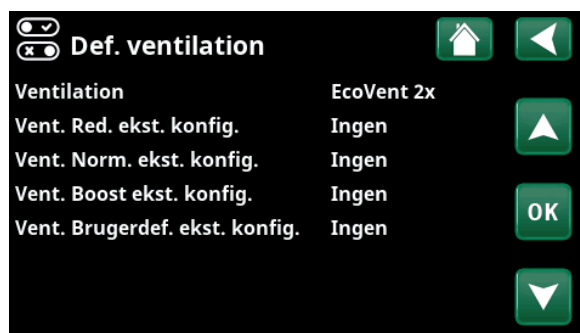 Def. ventilation
Ventilation EcoVent 2x
Vent. Red. ekst. konfig. Ingen
Vent. Norm. ekst. konfig. Ingen
Vent. Boost ekst. konfig. Ingen
OK
Vent. Brugerdef. ekst. konfig. Ingen